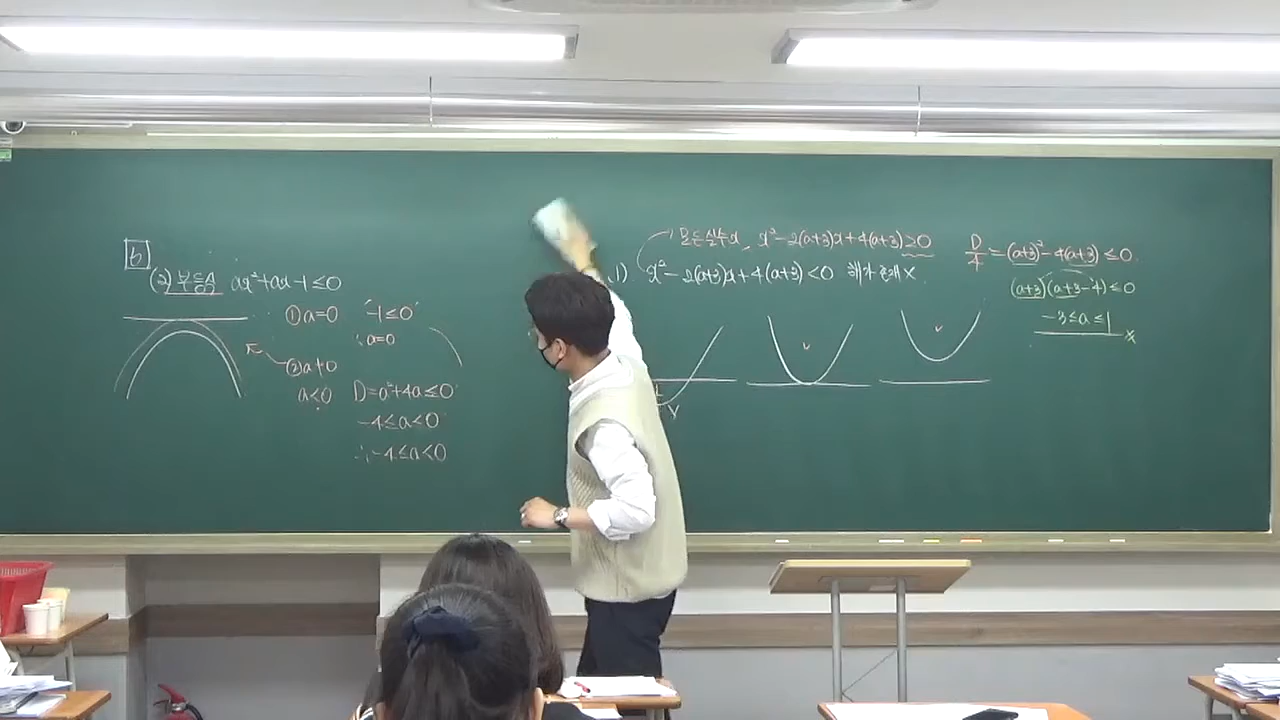 6
(2) 부등식 ax²+ax-1≤0
① a=0 -1≤0
∴a=0
② a≠0
a<0 D=a²+4a≤0
-4≤a<0
∴ -4≤a<0
모든 실수 x, x²-2(a+3)x+4(a+3)≥0
1) x²-2(a+3)x+4(a+3)<0 해가 존재 X
D/4=(a+3)²-4(a+3)≤0
(a+3)(a+3-4)≤0
-3≤a≤1